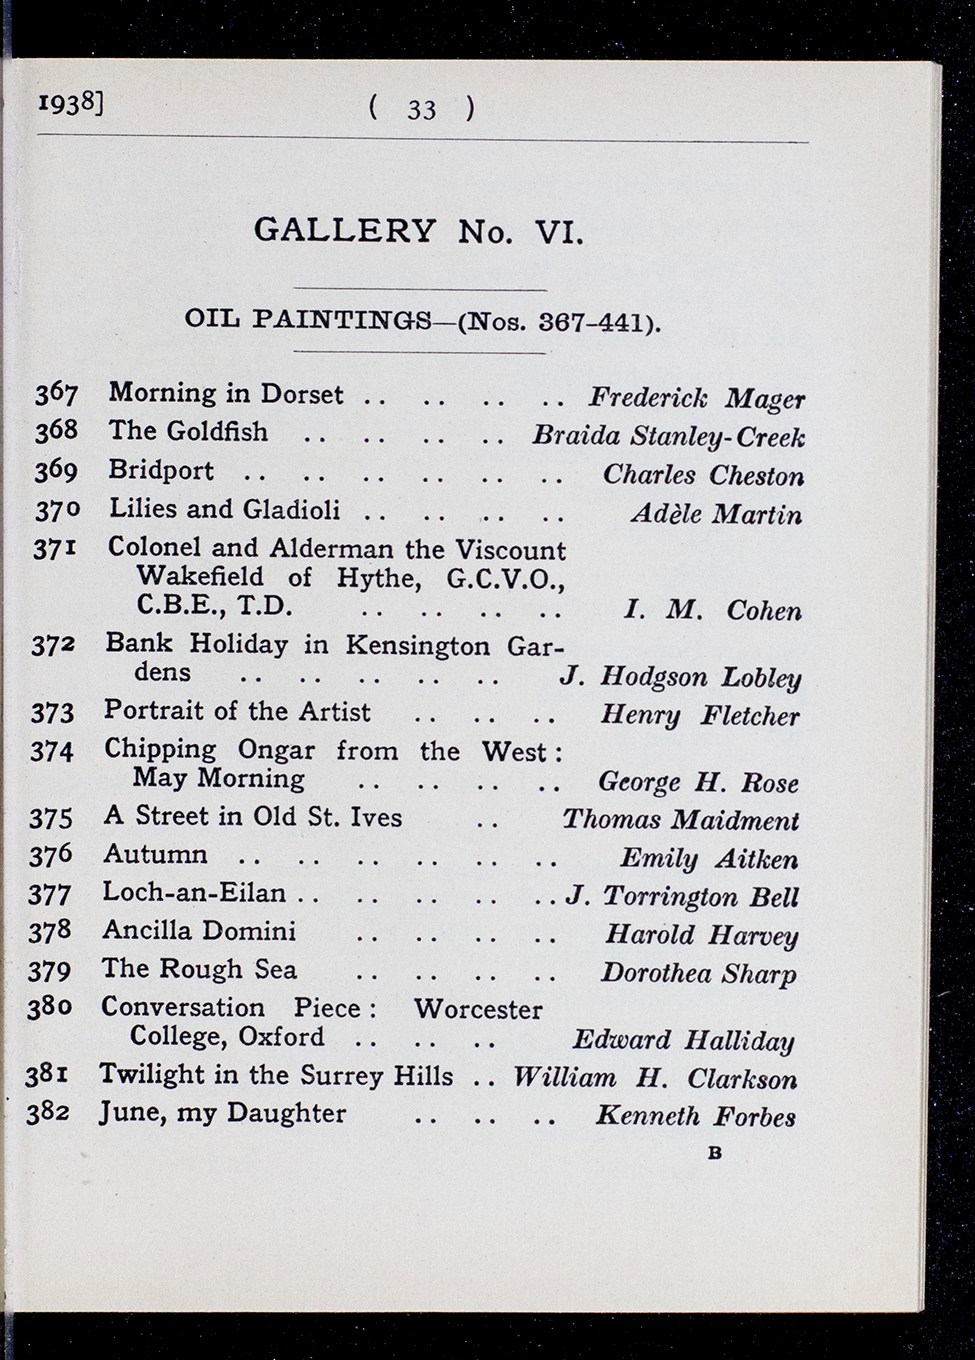 1938] ( 33 )
GALLERY No. VI.
OIL PAINTINGS—(Nos. 367-441).
367 Morning in Dorset .. .. .. .. Frederick Mager
368 The Goldfish .. .. .. .. Braida Stanley-Creek
369 Bridport .. .. .. .. .. .. Charles Cheston
370 Lilies and Gladioli .. .. .. .. Adèle Martin
371 Colonel and Alderman the Viscount
Wakefield of Hythe, G.C.V.O.,
C.B.E., T.D. .. .. .. .. I. M. Cohen
372 Bank Holiday in Kensington Gar-
dens .. .. .. .. .. J. Hodgson Lobley
373 Portrait of the Artist .. .. .. Henry Fletcher
374 Chipping Ongar from the West :
May Morning .. .. .. .. George H. Rose
375 A Street in Old St. Ives .. Thomas Maidment
376 Autumn .. .. .. .. .. .. Emily Aitken
377 Loch-an-Eilan .. .. .. .. .. J. Torrington Bell
378 Ancilla Domini .. .. .. .. Harold Harvey
379 The Rough Sea .. .. .. .. Dorothea Sharp
380 Conversation Piece : Worcester
College, Oxford .. .. .. Edward Halliday
381 Twilight in the Surrey Hills .. William H. Clarkson
382 June, my Daughter .. .. .. Kenneth Forbes
B